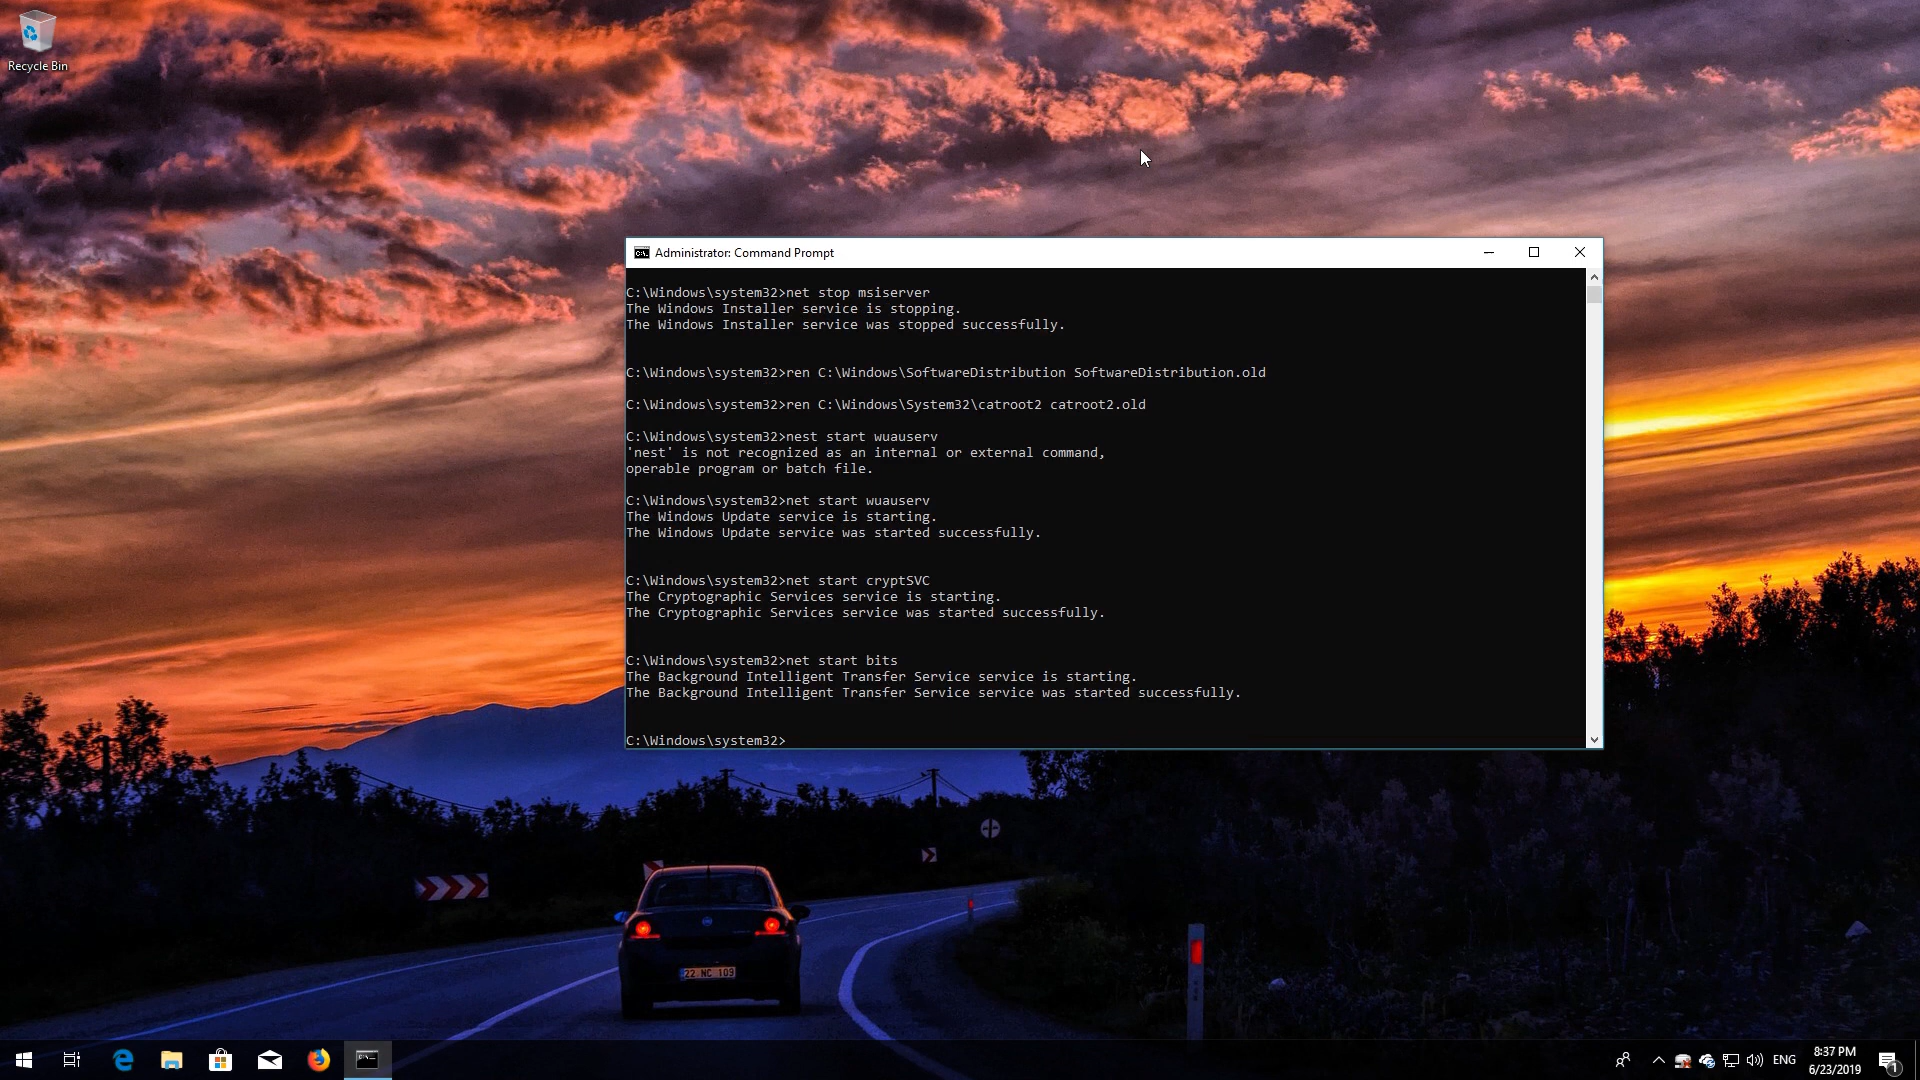 Recycle Bin
Administrator: Command Prompt
C:\Windows\system32>net stop msiserver
The Windows Installer service is stopping.
The Windows Installer service was stopped successfully.
C:\Windows\system32>ren C:\Windows\SoftwareDistribution SoftwareDistribution.old
C:\Windows\system32>ren C:\Windows\System32\catroot2 catroot2.old
C:\Windows\system32>nest start wuauserv
'nest' is not recognized as an internal or external command,
operable program or batch file.
C:\Windows\system32>net start wuauserv
The Windows Update service is starting.
The Windows Update service was started successfully.
C:\Windows\system32>net start cryptSVC
The Cryptographic Services service is starting.
The Cryptographic Services service was started successfully.
C:\Windows\system32>net start bits
The Background Intelligent Transfer Service service is starting.
The Background Intelligent Transfer Service service was started successfully.
C:\Windows\system32>
22 NC 109
ENG
8:37 PM
6/23/2019
1